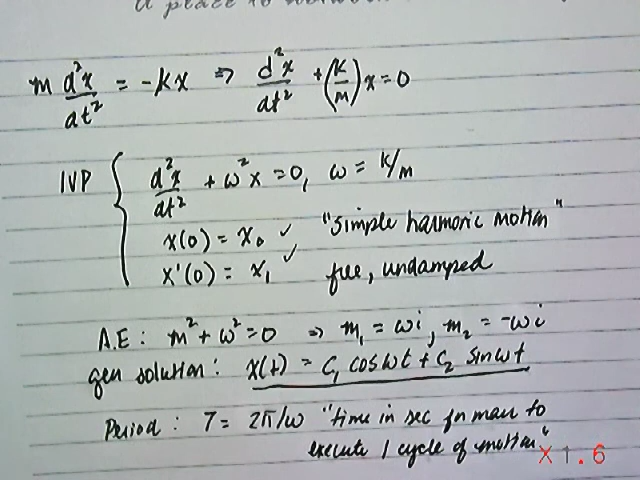 a place to
m d²x/dt² = -kx ⇒ d²x/dt² + (k/m)x = 0
IVP { d²x/dt² + ω²x = 0, ω = k/m
x(0) = x₀ ✓ "simple harmonic motion"
x'(0) = x₁ ✓ free, undamped
A.E: m² + ω² = 0 ⇒ m₁ = ωi, m₂ = -ωi
gen solution: x(t) = C₁ cos ωt + C₂ sin ωt
Period: T = 2π/ω "time in sec for mass to
execute 1 cycle of motion"
X1.6